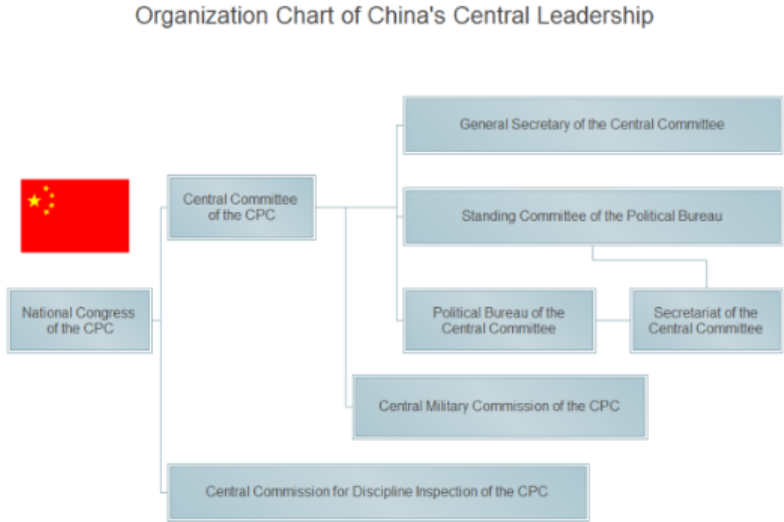 Organization Chart of China's Central Leadership
General Secretary of the Central Committee
Central Committee
of the CPC
Standing Committee of the Political Bureau
National Congress
of the CPC
Political Bureau of the
Central Committee
Secretariat of the
Central Committee
Central Military Commission of the CPC
Central Commission for Discipline Inspection of the CPC